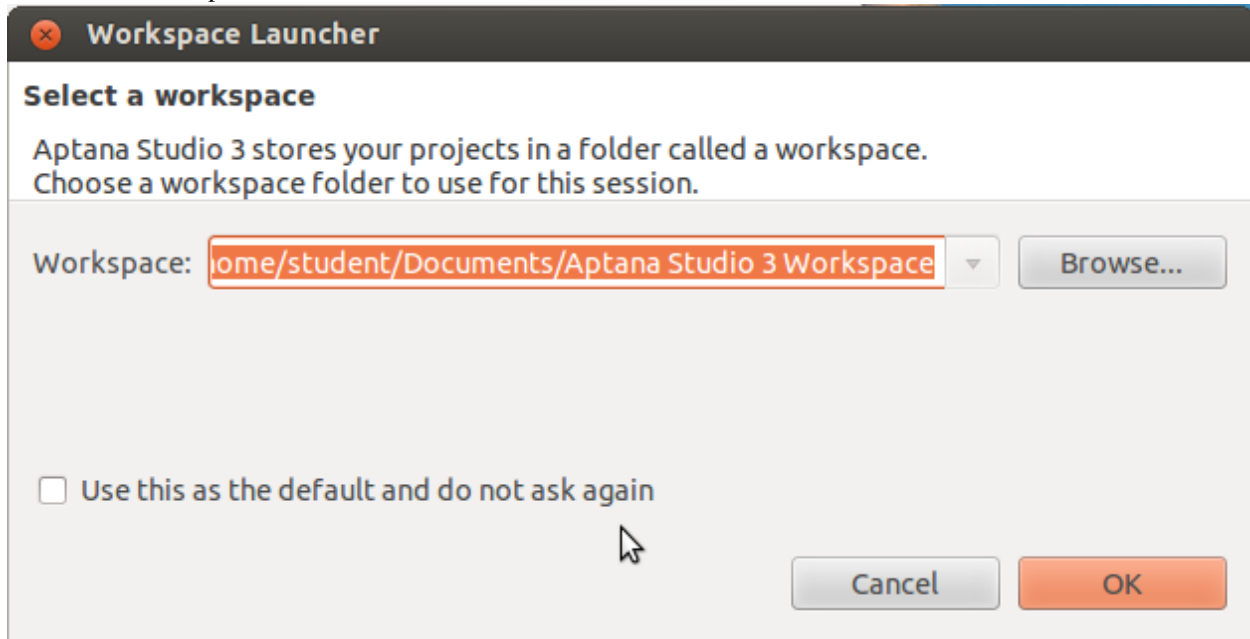 Workspace Launcher
Select a workspace
Aptana Studio 3 stores your projects in a folder called a workspace.
Choose a workspace folder to use for this session.
Workspace: ome/student/Documents/Aptana Studio 3 Workspace Browse...
Use this as the default and do not ask again
Cancel OK